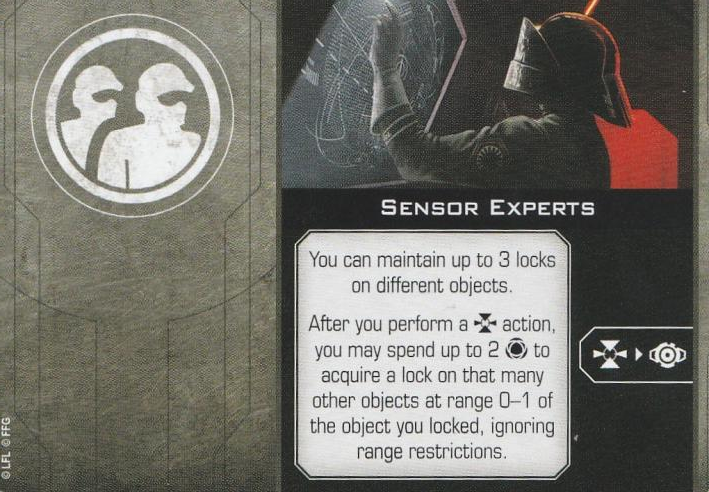 SENSOR EXPERTS
You can maintain up to 3 locks
on different objects.
After you perform a action,
you may spend up to 2 to
acquire a lock on that many
other objects at range 0–1 of
the object you locked, ignoring
range restrictions.
© LFL © FFG